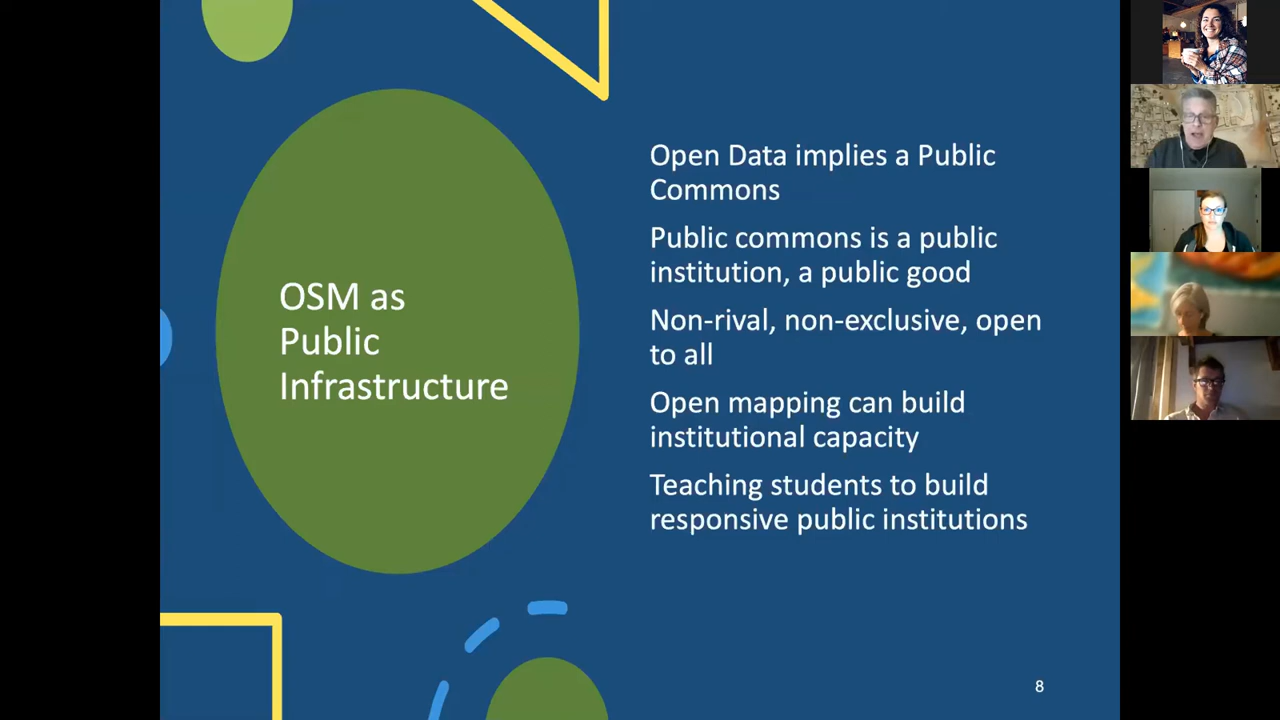 OSM as
Public
Infrastructure
Open Data implies a Public
Commons
Public commons is a public
institution, a public good
Non-rival, non-exclusive, open
to all
Open mapping can build
institutional capacity
Teaching students to build
responsive public institutions
8